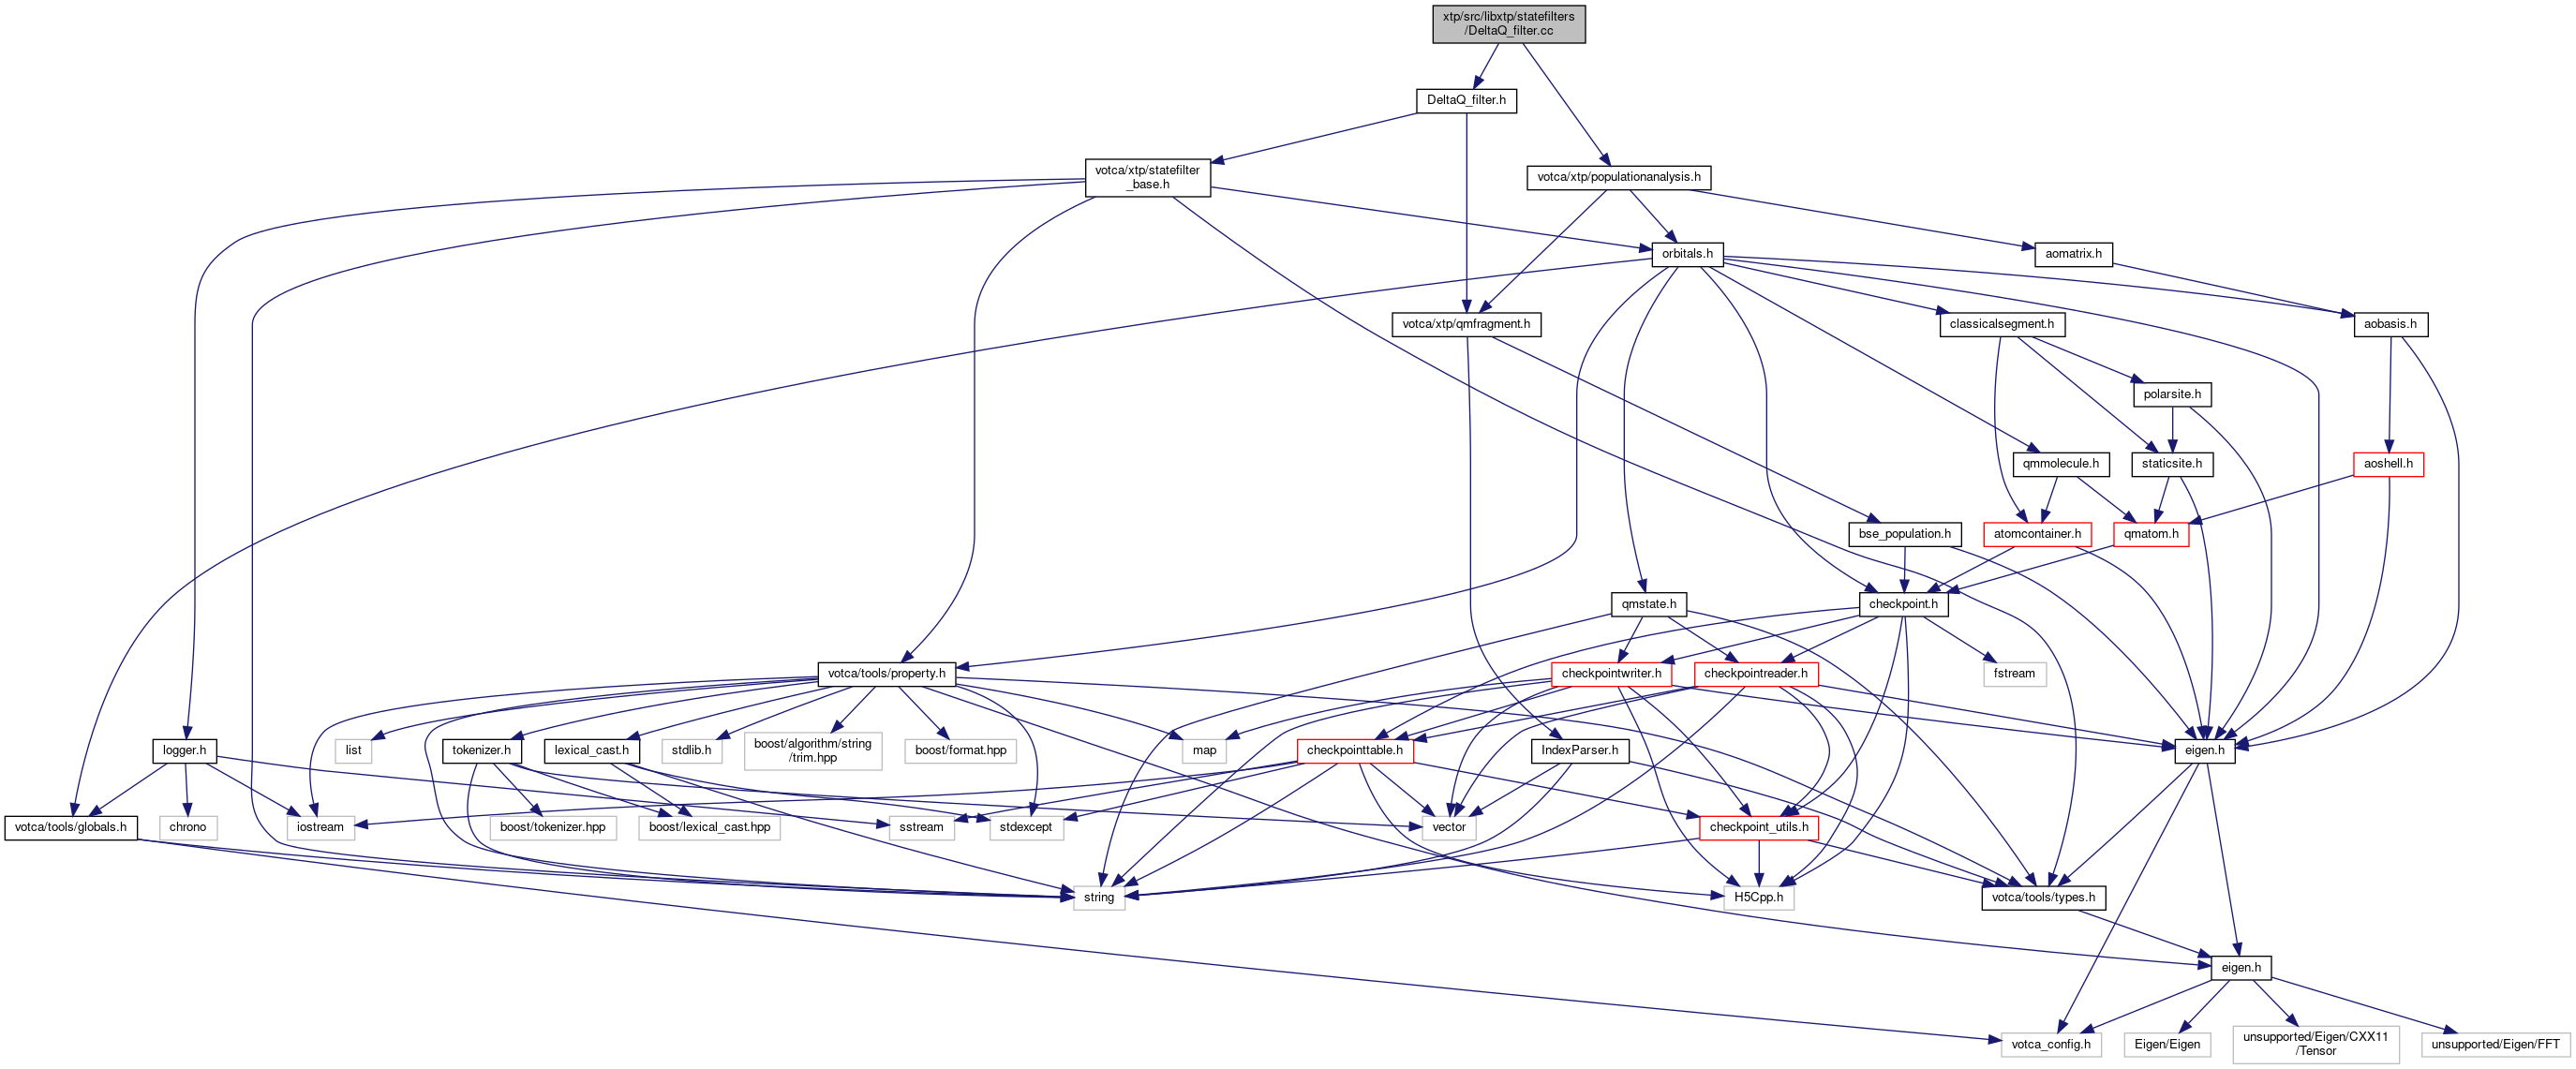 xtp/src/libxtp/statefilters
/DeltaQ_filter.cc
DeltaQ_filter.h
votca/xtp/statefilter
_base.h
votca/xtp/populationanalysis.h
orbitals.h
aomatrix.h
votca/xtp/qmfragment.h
classicalsegment.h
aobasis.h
polarsite.h
qmmolecule.h
staticsite.h
aoshell.h
bse_population.h
atomcontainer.h
qmatom.h
qmstate.h
checkpoint.h
votca/tools/property.h
checkpointwriter.h
checkpointreader.h
fstream
logger.h
list
tokenizer.h
lexical_cast.h
stdlib.h
boost/algorithm/string
/trim.hpp
boost/format.hpp
map
checkpointtable.h
IndexParser.h
eigen.h
votca/tools/globals.h
chrono
iostream
boost/tokenizer.hpp
boost/lexical_cast.hpp
sstream
stdexcept
vector
checkpoint_utils.h
string
H5Cpp.h
votca/tools/types.h
eigen.h
votca_config.h
Eigen/Eigen
unsupported/Eigen/CXX11
/Tensor
unsupported/Eigen/FFT